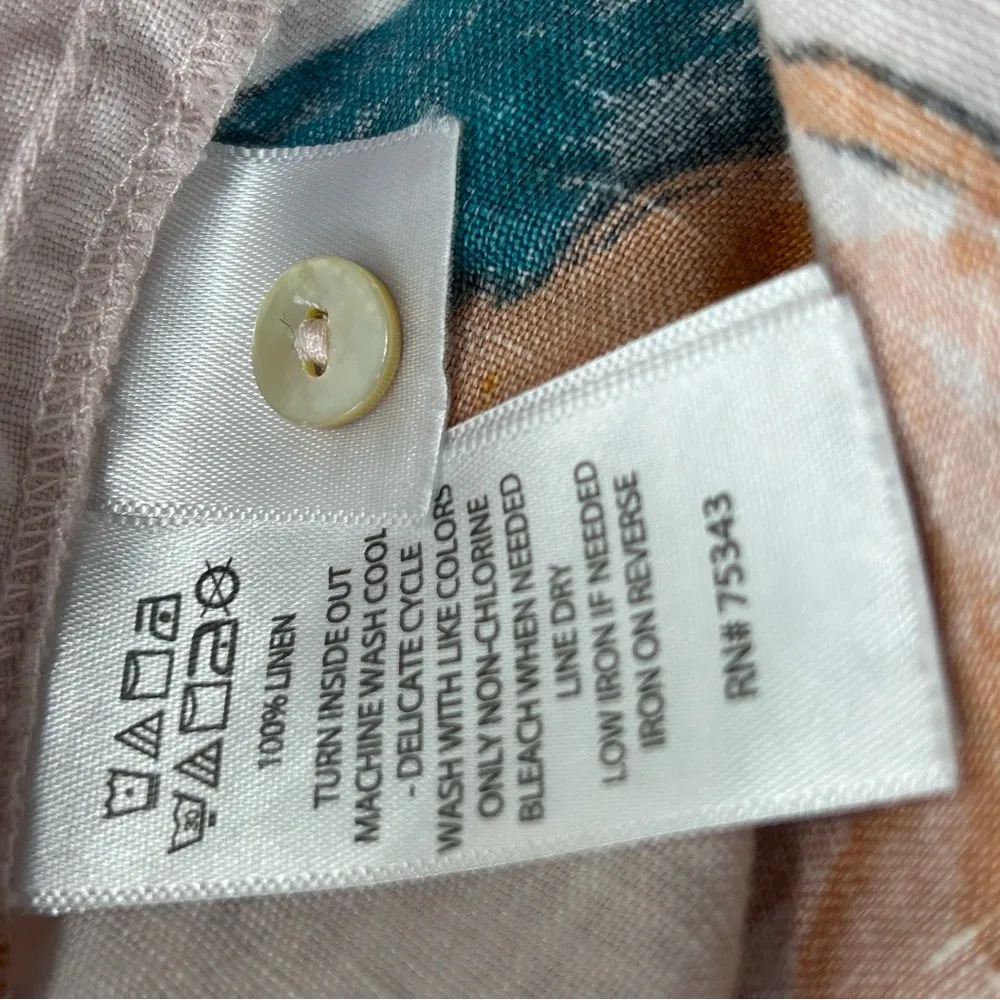 100% LINEN
TURN INSIDE OUT
MACHINE WASH COOL
- DELICATE CYCLE
WASH WITH LIKE COLORS
ONLY NON-CHLORINE
BLEACH WHEN NEEDED
LINE DRY
LOW IRON IF NEEDED
IRON ON REVERSE
RN# 75343